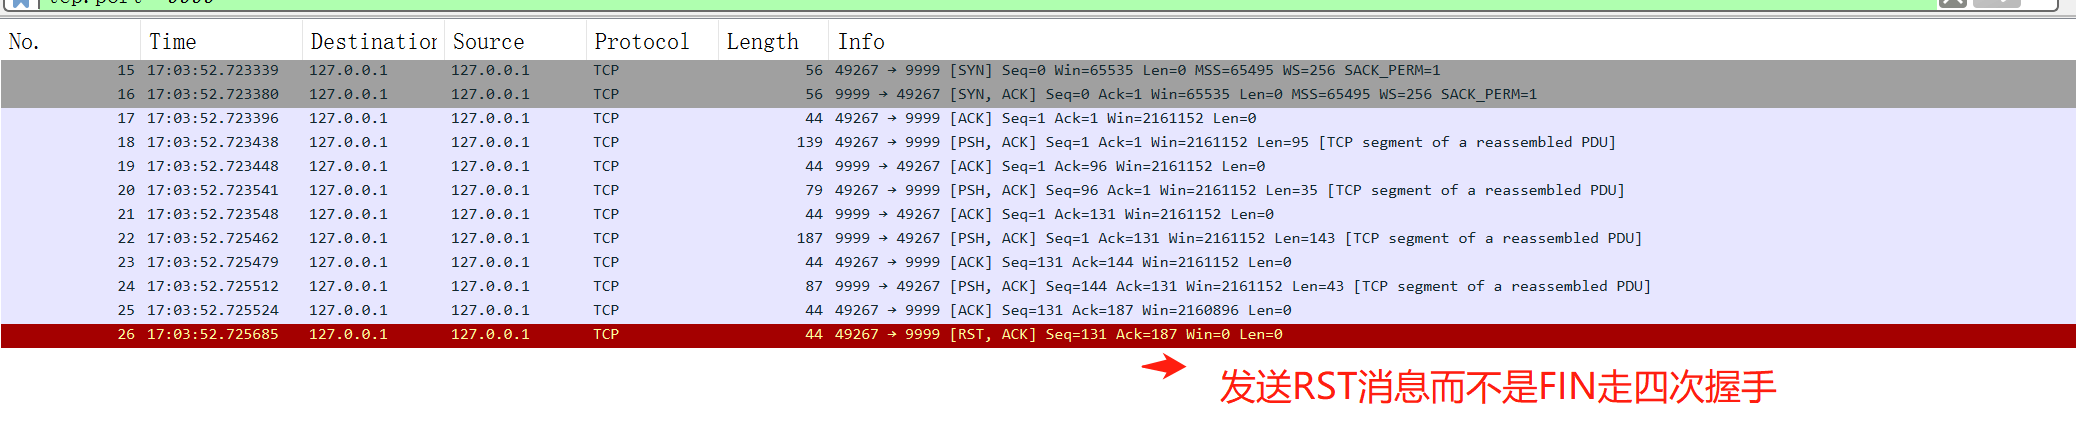 No. Time Destination Source Protocol Length Info
15 17:03:52.723339 127.0.0.1 127.0.0.1 TCP 56 49267 → 9999 [SYN] Seq=0 Win=65535 Len=0 MSS=65495 WS=256 SACK_PERM=1
16 17:03:52.723380 127.0.0.1 127.0.0.1 TCP 56 9999 → 49267 [SYN, ACK] Seq=0 Ack=1 Win=65535 Len=0 MSS=65495 WS=256 SACK_PERM=1
17 17:03:52.723396 127.0.0.1 127.0.0.1 TCP 44 49267 → 9999 [ACK] Seq=1 Ack=1 Win=2161152 Len=0
18 17:03:52.723438 127.0.0.1 127.0.0.1 TCP 139 49267 → 9999 [PSH, ACK] Seq=1 Ack=1 Win=2161152 Len=95 [TCP segment of a reassembled PDU]
19 17:03:52.723448 127.0.0.1 127.0.0.1 TCP 44 9999 → 49267 [ACK] Seq=1 Ack=96 Win=2161152 Len=0
20 17:03:52.723541 127.0.0.1 127.0.0.1 TCP 79 49267 → 9999 [PSH, ACK] Seq=96 Ack=1 Win=2161152 Len=35 [TCP segment of a reassembled PDU]
21 17:03:52.723548 127.0.0.1 127.0.0.1 TCP 44 9999 → 49267 [ACK] Seq=1 Ack=131 Win=2161152 Len=0
22 17:03:52.725462 127.0.0.1 127.0.0.1 TCP 187 9999 → 49267 [PSH, ACK] Seq=1 Ack=131 Win=2161152 Len=143 [TCP segment of a reassembled PDU]
23 17:03:52.725479 127.0.0.1 127.0.0.1 TCP 44 49267 → 9999 [ACK] Seq=131 Ack=144 Win=2161152 Len=0
24 17:03:52.725512 127.0.0.1 127.0.0.1 TCP 87 9999 → 49267 [PSH, ACK] Seq=144 Ack=131 Win=2161152 Len=43 [TCP segment of a reassembled PDU]
25 17:03:52.725524 127.0.0.1 127.0.0.1 TCP 44 49267 → 9999 [ACK] Seq=131 Ack=187 Win=2160896 Len=0
26 17:03:52.725685 127.0.0.1 127.0.0.1 TCP 44 49267 → 9999 [RST, ACK] Seq=131 Ack=187 Win=0 Len=0
发送RST消息而不是FIN走四次握手